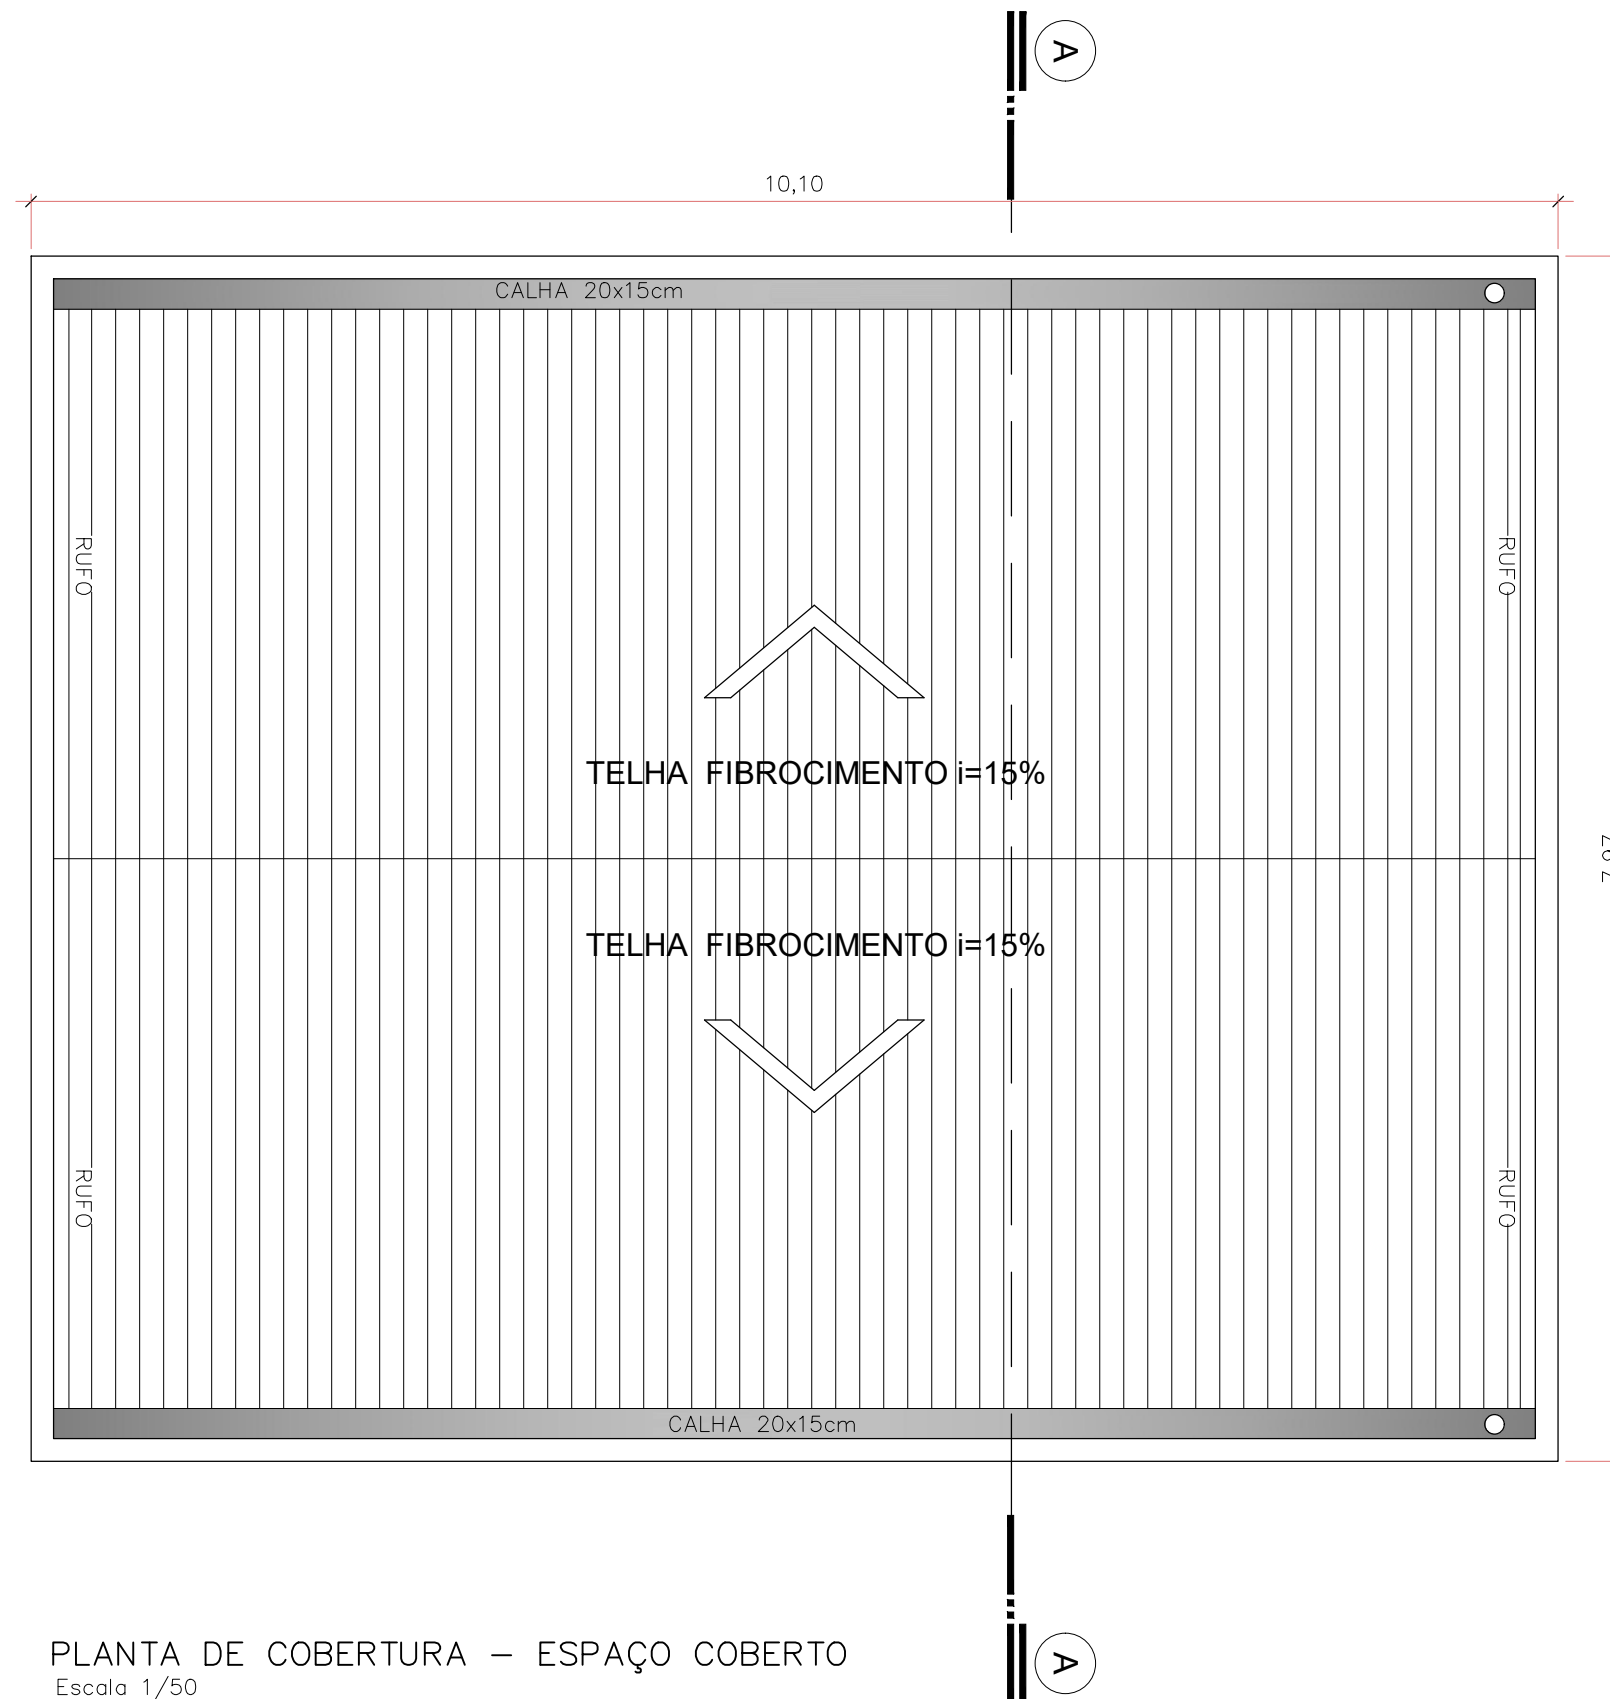 A
10,10
CALHA 20x15cm
RUFO
RUFO
TELHA FIBROCIMENTO i=15%
TELHA FIBROCIMENTO i=15%
RUFO
RUFO
CALHA 20x15cm
PLANTA DE COBERTURA – ESPAÇO COBERTO
Escala 1/50
A